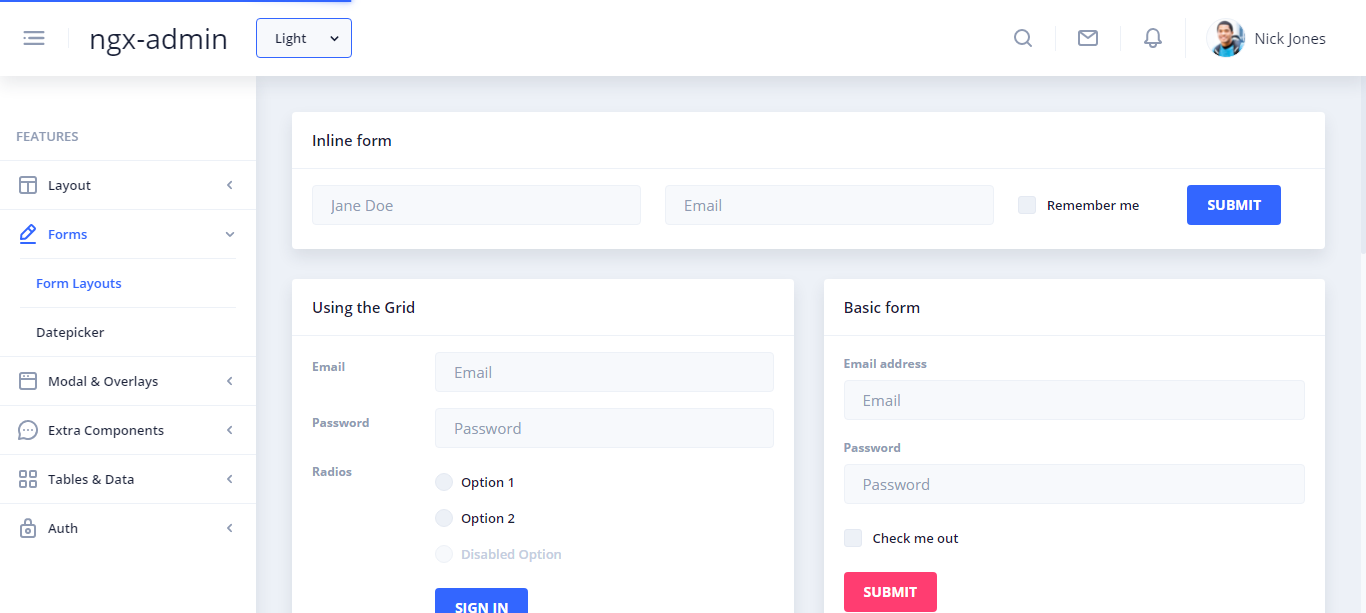 ngx-admin
Light
Nick Jones
FEATURES
Layout
Forms
Form Layouts
Datepicker
Modal & Overlays
Extra Components
Tables & Data
Auth
Inline form
Jane Doe
Email
Remember me
SUBMIT
Using the Grid
Email
Email
Password
Password
Radios
Option 1
Option 2
Disabled Option
SIGN IN
Basic form
Email address
Email
Password
Password
Check me out
SUBMIT